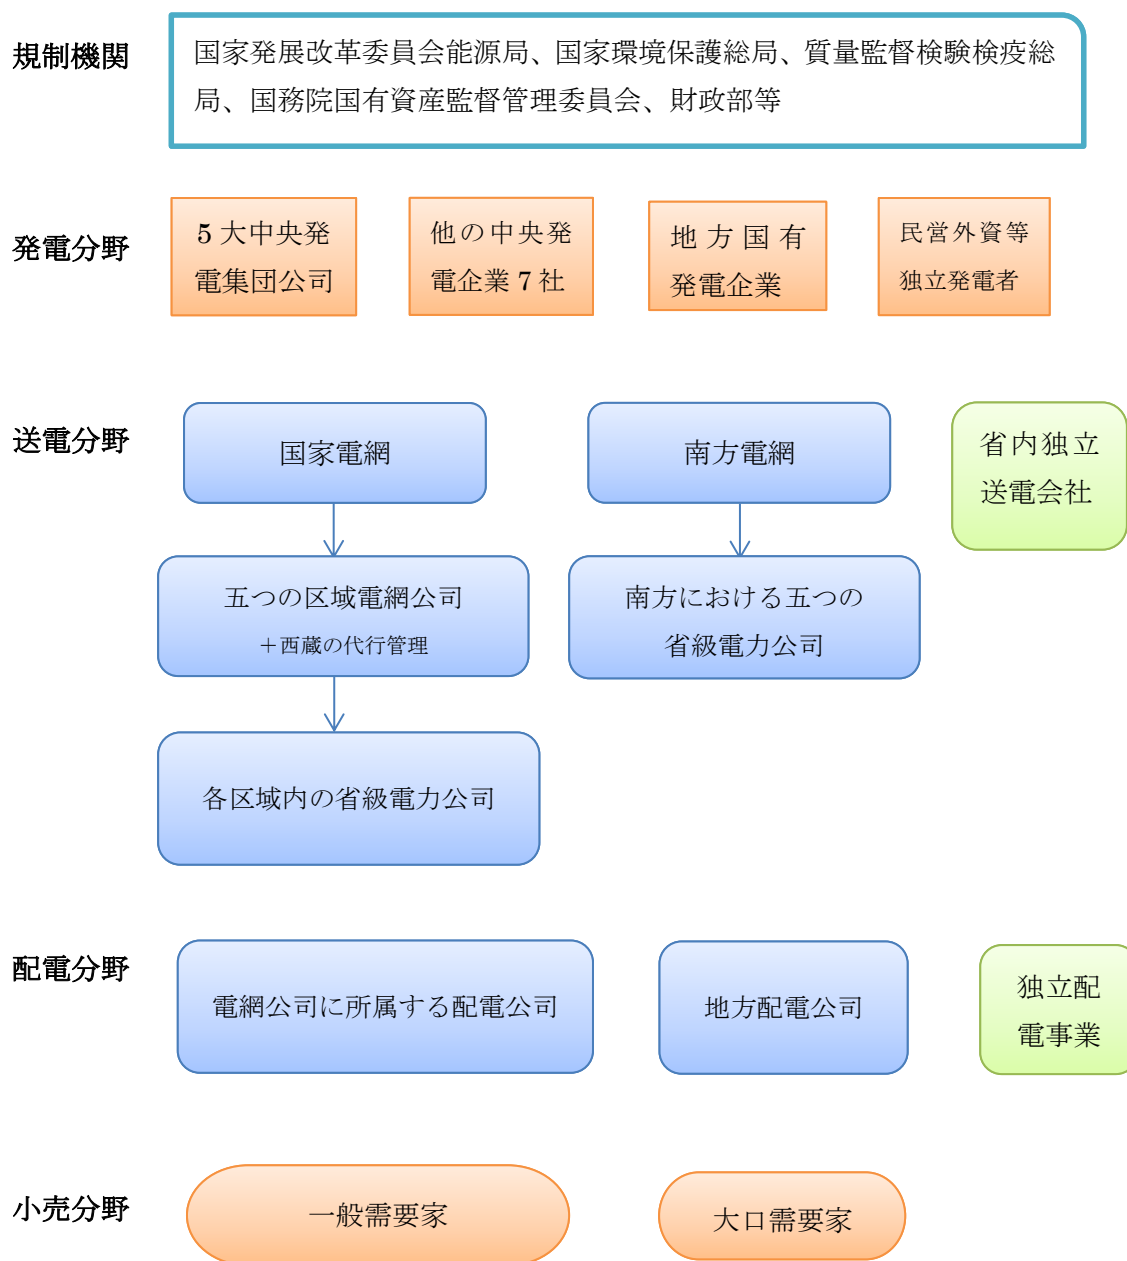 規制機関
国家発展改革委員会能源局、国家環境保護総局、質量監督検験検疫総
局、国務院国有資産監督管理委員会、財政部等
発電分野
5 大中央発
電集団公司
他の中央発
電企業 7 社
地方国有
発電企業
民営外資等
独立発電者
送電分野
国家電網
南方電網
省内独立
送電会社
五つの区域電網公司
＋西蔵の代行管理
南方における五つの
省級電力公司
各区域内の省級電力公司
配電分野
電網公司に所属する配電公司
地方配電公司
独立配
電事業
小売分野
一般需要家
大口需要家